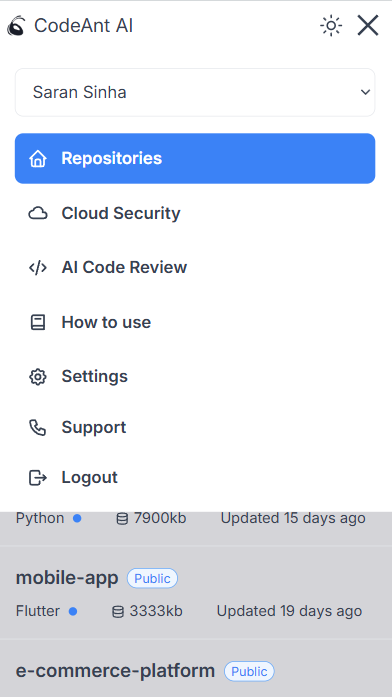 CodeAnt AI
Saran Sinha
Repositories
Cloud Security
AI Code Review
How to use
Settings
Support
Logout
Python 7900kb Updated 15 days ago
mobile-app Public
Flutter 3333kb Updated 19 days ago
e-commerce-platform Public